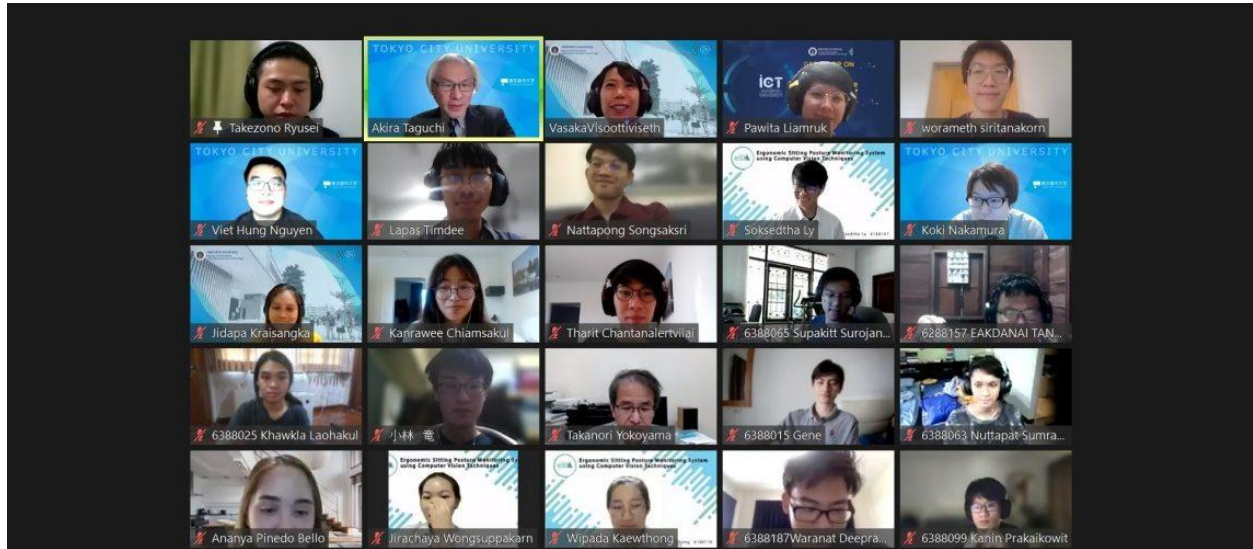 TOKYO CITY UNIVERSITY
Takezono Ryusei
Akira Taguchi
VasakaVisoottiviseth
ICT
Pawita Liamruk
worameth siritanakorn
TOKYO CITY UNIVERSITY
Viet Hung Nguyen
Lapas Timdee
Nattapong Songsaksri
Ergonomic Sitting Posture Monitoring System
using Computer Vision Techniques
Soksedtha Ly
TOKYO CITY UNIVERSITY
Koki Nakamura
Jidapa Kraisangka
Kanrawee Chiamsakul
Tharit Chantanalertvilai
6388065 Supakitt Surojan...
6288157 EAKDANAI TAN...
6388025 Khawkla Laohakul
小林 竜
Takanori Yokoyama
6388015 Gene
6388063 Nuttapat Sumra...
Ananya Pinedo Bello
Ergonomic Sitting Posture Monitoring Sy
using Computer Vision Techniques
Jirachaya Wongsuppakarn
Ergonomic Sitting Posture Monitoring System
using Computer Vision Techniques
Wipada Kaewthong
6388187Waranat Deepra...
6388099 Kanin Prakaikowit